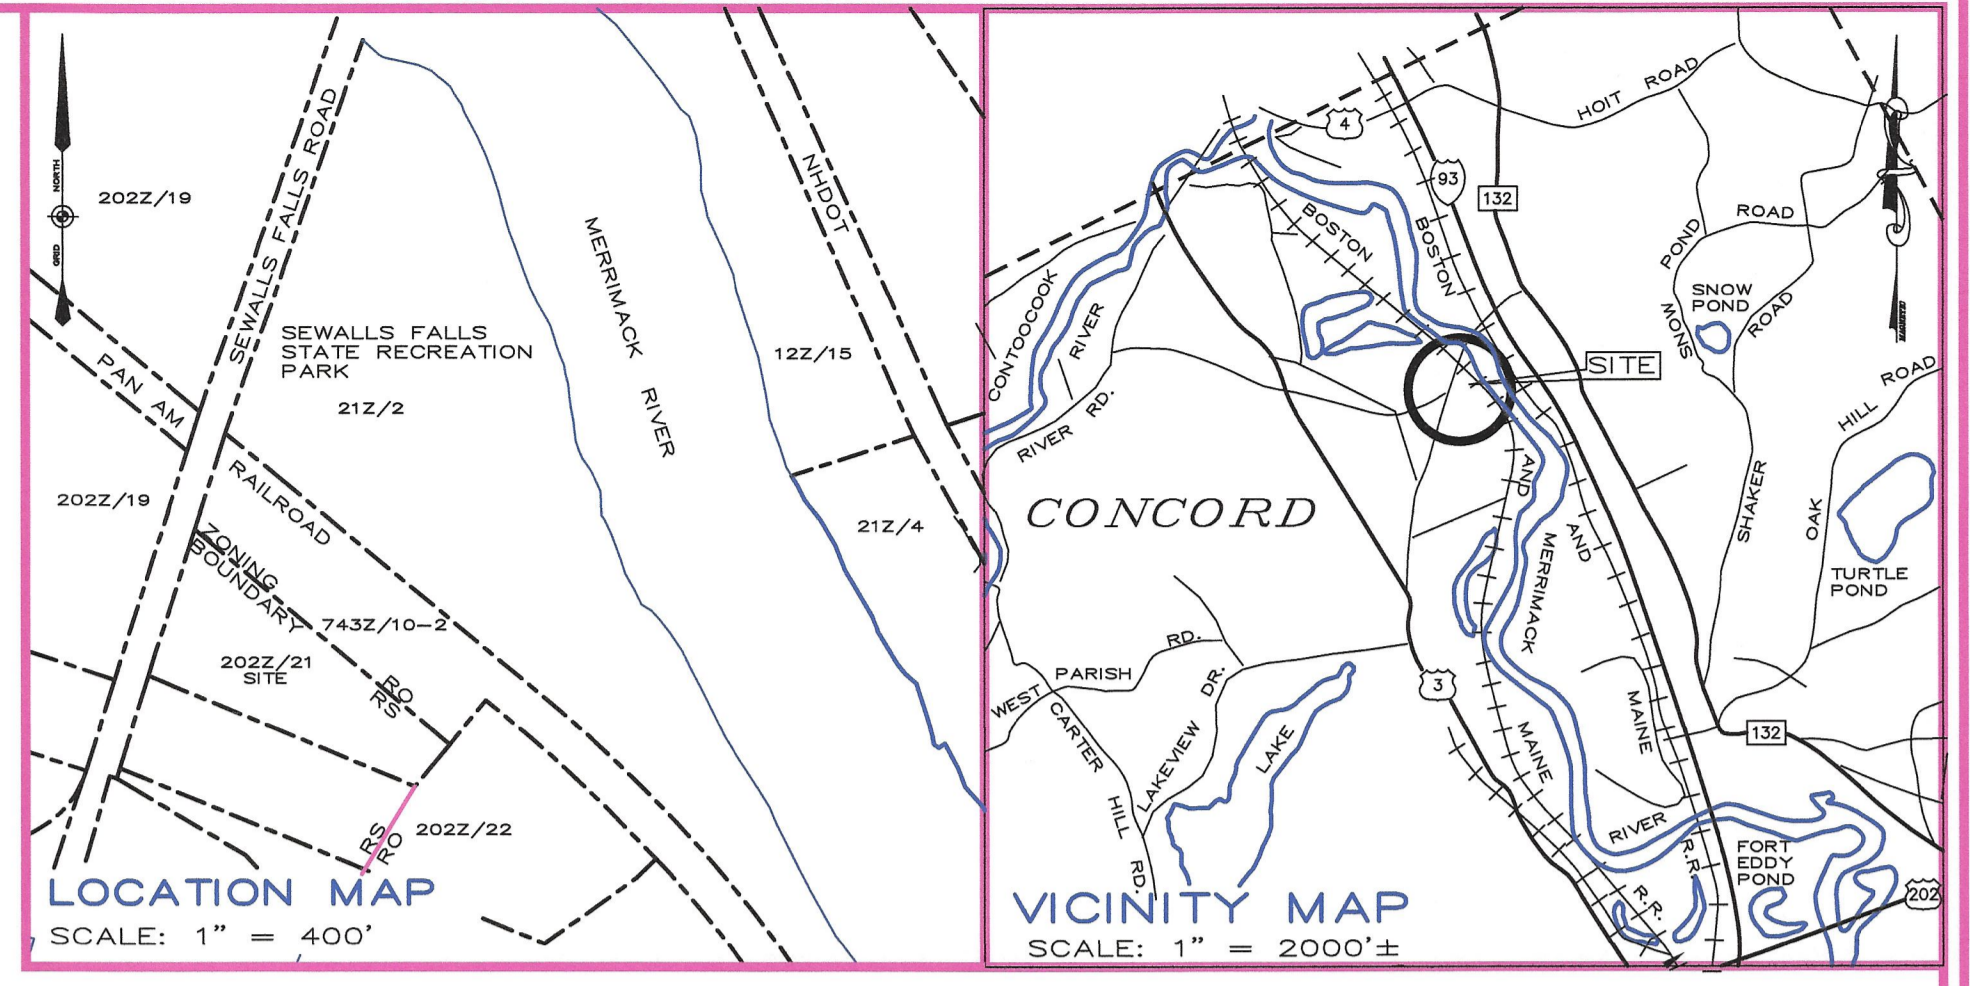 NORTH
GRID
202Z/19
SEWALLS FALLS ROAD
PAN AM
RAILROAD
SEWALLS FALLS
STATE RECREATION
PARK
21Z/2
MERRIMACK RIVER
NHDOT
12Z/15
21Z/4
202Z/19
ZONING
BOUNDARY
743Z/10-2
202Z/21
SITE
RO
RS
RS
RO
202Z/22
LOCATION MAP
SCALE: 1" = 400'
HOIT ROAD
4
93
132
BOSTON
BOSTON
POND ROAD
MONS
SNOW
POND
ROAD
MAGNETIC
CONTOOCOOK
RIVER
RIVER RD.
SITE
HILL ROAD
OAK
SHAKER
CONCORD
AND
AND
MERRIMACK
TURTLE
POND
WEST PARISH RD.
CARTER
HILL
RD.
LAKEVIEW DR.
LAKE
3
MAINE
MAINE
132
RIVER
R.R.
R.R.
FORT
EDDY
POND
202
VICINITY MAP
SCALE: 1" = 2000'±